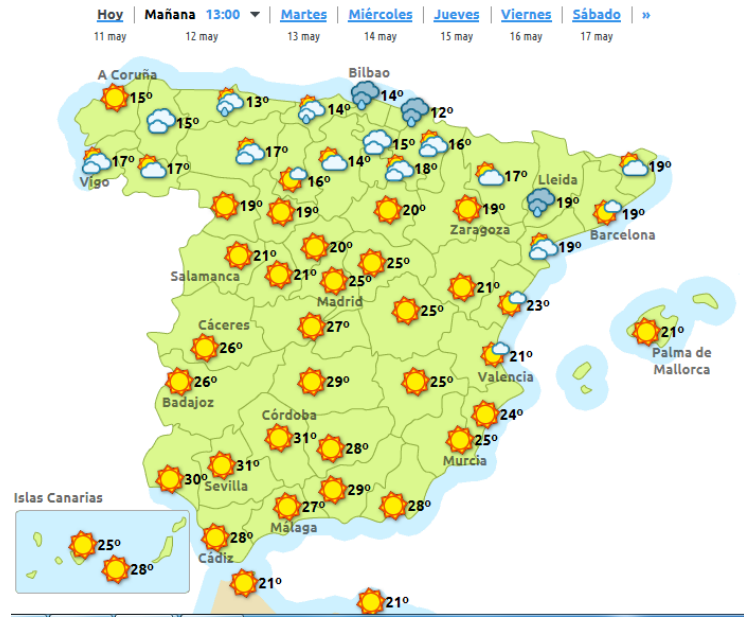 Hoy Mañana 13:00 Martes Miércoles Jueves Viernes Sábado »
11 may 12 may 13 may 14 may 15 may 16 may 17 may
Bilbao
A Coruña
15º
14º
13º
14º
12º
15º
15º
16º
17º
17º
17º
14º
18º
17º
19º
Vigo
16º
Lleida
19º
19º
19º
20º
19º
19º
Zaragoza
Barcelona
20º
19º
21º
25º
Salamanca
21º
25º
21º
Madrid
25º
23º
Cáceres
27º
21º
26º
21º
Palma de
Mallorca
Valencia
26º
29º
25º
Badajoz
Córdoba
24º
31º
28º
25º
Murcia
31º
30º
Sevilla
29º
Islas Canarias
27º
28º
Málaga
28º
25º
Cádiz
28º
21º
21º